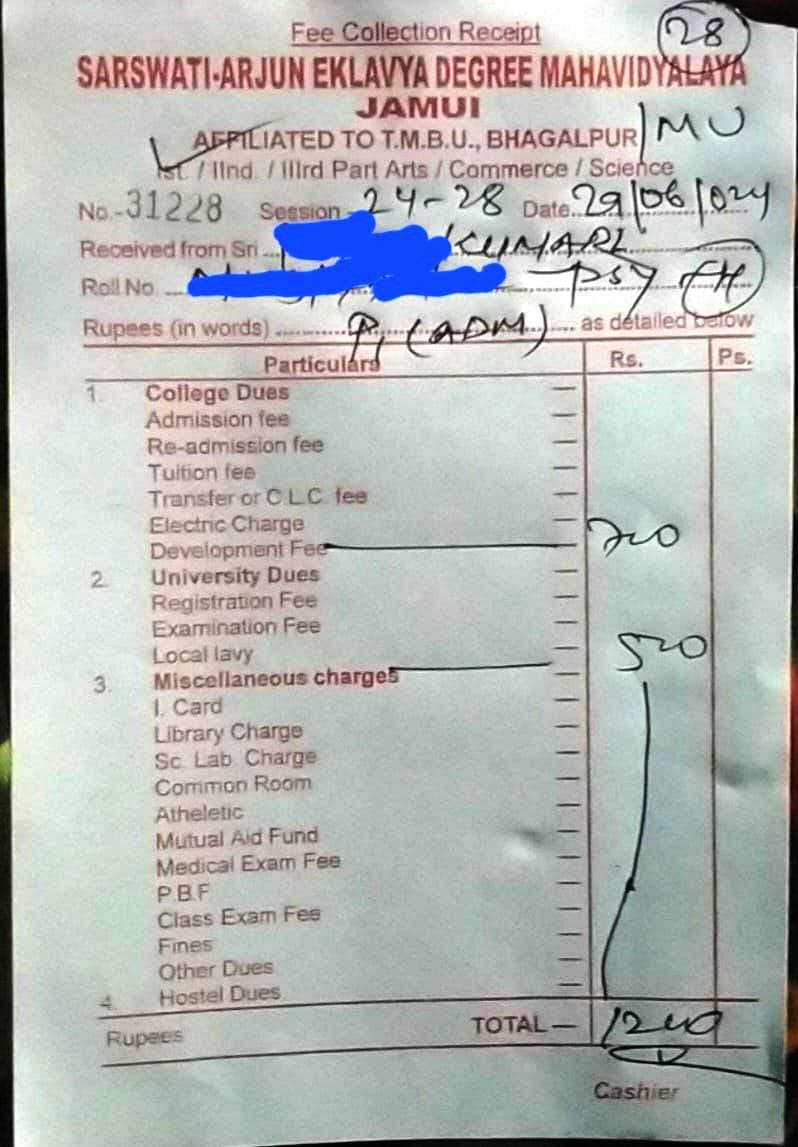 Fee Collection Receipt 28
SARSWATI-ARJUN EKLAVYA DEGREE MAHAVIDYALAYA
JAMUI
AFFILIATED TO T.M.B.U., BHAGALPUR / MU
Ist. / IInd. / IIIrd Part Arts / Commerce / Science
No.-31228 Session 24-28 Date..29/06/024
Received from Sri ... KUMARI
Roll No. ... PSY (H)
Rupees (in words) ............ P1 (ADM) .... as detailed below
Particulars Rs. Ps.
1. College Dues —
Admission fee —
Re-admission fee —
Tuition fee —
Transfer or C.L.C. fee —
Electric Charge —
Development Fee — 700
2. University Dues —
Registration Fee —
Examination Fee —
Local lavy — 500
3. Miscellaneous charges —
I. Card —
Library Charge —
Sc. Lab. Charge —
Common Room —
Atheletic —
Mutual Aid Fund —
Medical Exam Fee —
P.B.F —
Class Exam Fee —
Fines —
Other Dues —
4. Hostel Dues —
Rupees TOTAL — 1200
Cashier